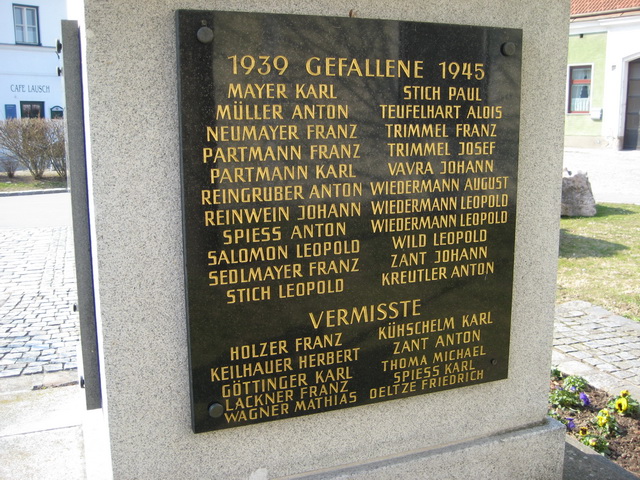 CAFE LAUSCH
1939 GEFALLENE 1945
MAYER KARL
MÜLLER ANTON
NEUMAYER FRANZ
PARTMANN FRANZ
PARTMANN KARL
REINGRUBER ANTON
REINWEIN JOHANN
SPIESS ANTON
SALOMON LEOPOLD
SEDLMAYER FRANZ
STICH LEOPOLD
STICH PAUL
TEUFELHART ALOIS
TRIMMEL FRANZ
TRIMMEL JOSEF
VAVRA JOHANN
WIEDERMANN AUGUST
WIEDERMANN LEOPOLD
WIEDERMANN LEOPOLD
WILD LEOPOLD
ZANT JOHANN
KREUTLER ANTON
VERMISSTE
HOLZER FRANZ
KEILHAUER HERBERT
GÖTTINGER KARL
LACKNER FRANZ
WAGNER MATHIAS
KÜHSCHELM KARL
ZANT ANTON
THOMA MICHAEL
SPIESS KARL
OELTZE FRIEDRICH